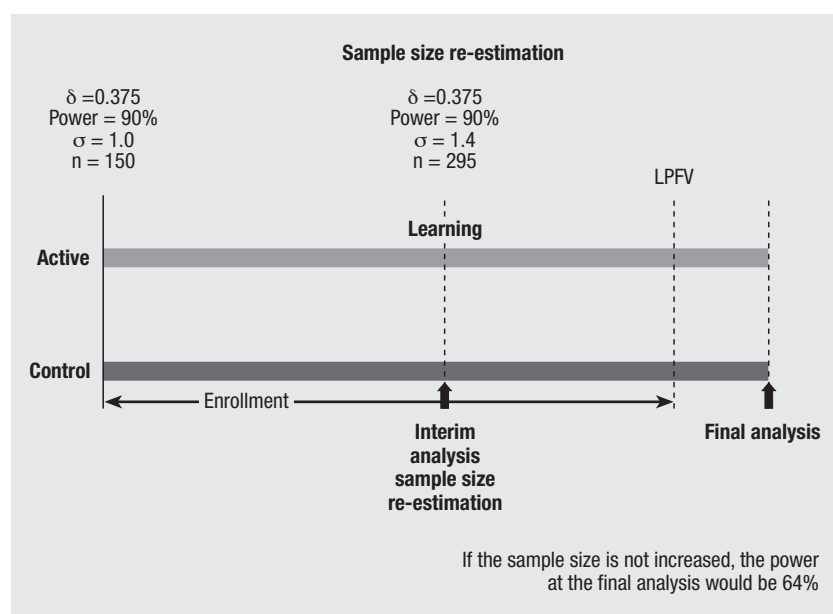 Sample size re-estimation
δ =0.375
Power = 90%
σ = 1.0
n = 150
δ =0.375
Power = 90%
σ = 1.4
n = 295
LPFV
Learning
Active
Control
Enrollment
Interim
analysis
sample size
re-estimation
Final analysis
If the sample size is not increased, the power
at the final analysis would be 64%